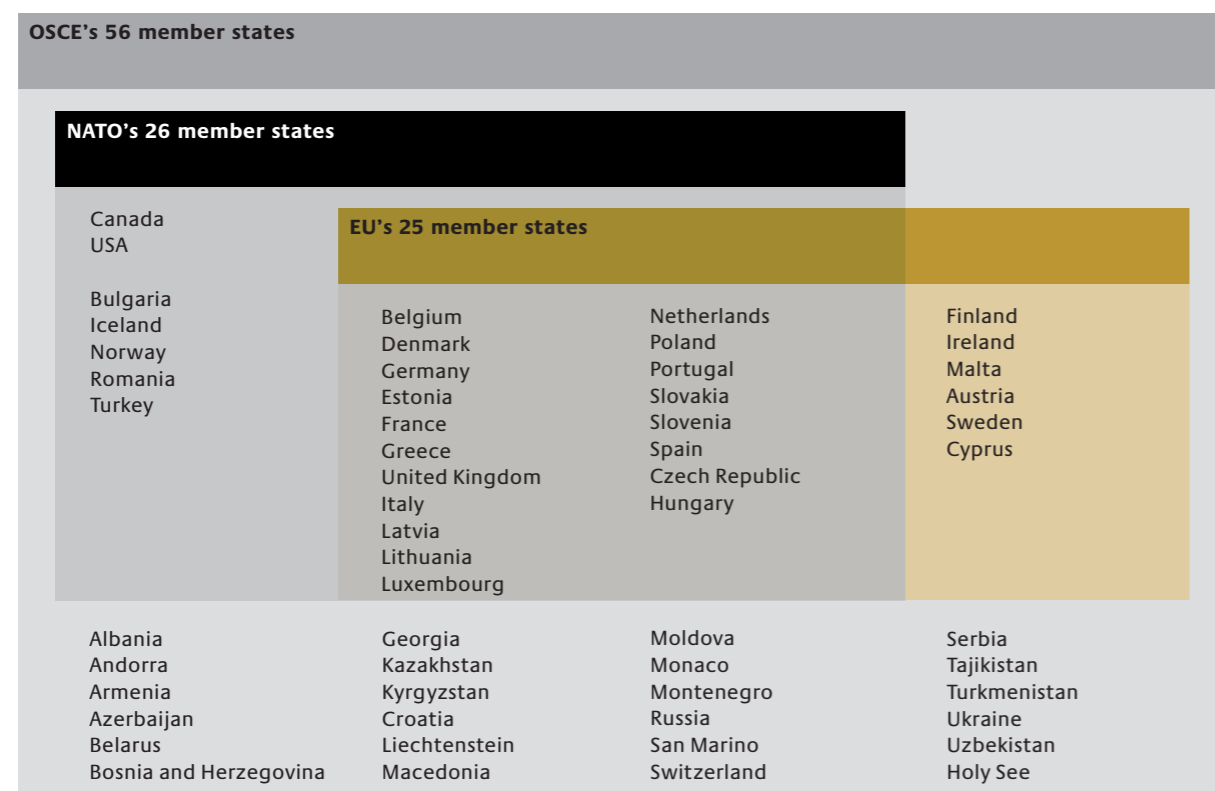 OSCE's 56 member states
NATO's 26 member states
Canada
USA
Bulgaria
Iceland
Norway
Romania
Turkey
EU's 25 member states
Belgium
Denmark
Germany
Estonia
France
Greece
United Kingdom
Italy
Latvia
Lithuania
Luxembourg
Netherlands
Poland
Portugal
Slovakia
Slovenia
Spain
Czech Republic
Hungary
Finland
Ireland
Malta
Austria
Sweden
Cyprus
Albania
Andorra
Armenia
Azerbaijan
Belarus
Bosnia and Herzegovina
Georgia
Kazakhstan
Kyrgyzstan
Croatia
Liechtenstein
Macedonia
Moldova
Monaco
Montenegro
Russia
San Marino
Switzerland
Serbia
Tajikistan
Turkmenistan
Ukraine
Uzbekistan
Holy See